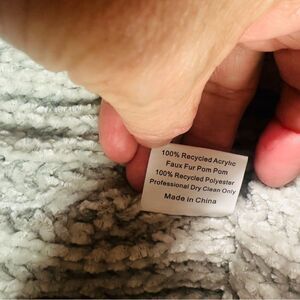 100% Recycled Acrylic
Faux Fur Pom Pom
100% Recycled Polyester
Professional Dry Clean Only
Made in China